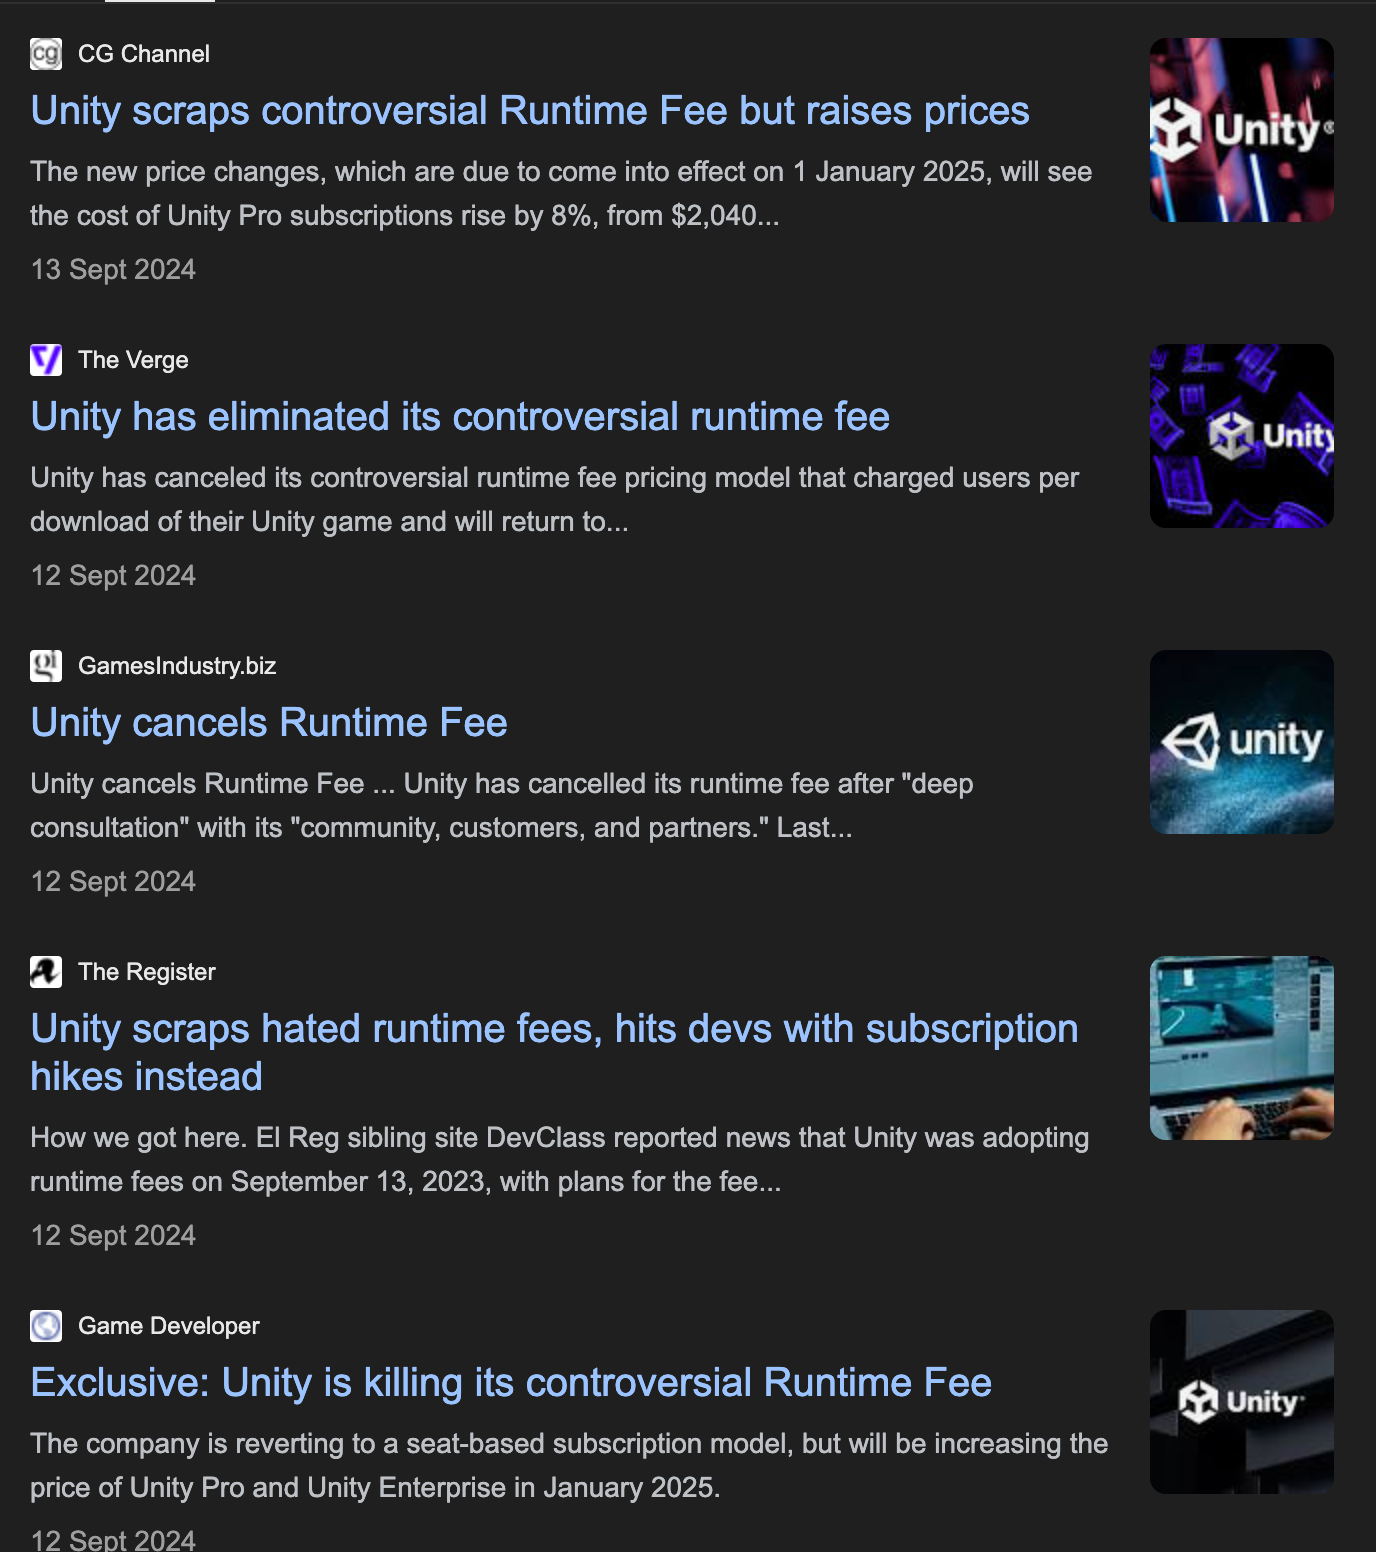 cg
CG Channel
Unity scraps controversial Runtime Fee but raises prices
The new price changes, which are due to come into effect on 1 January 2025, will see
the cost of Unity Pro subscriptions rise by 8%, from $2,040...
13 Sept 2024
Unity®
The Verge
Unity has eliminated its controversial runtime fee
Unity has canceled its controversial runtime fee pricing model that charged users per
download of their Unity game and will return to...
12 Sept 2024
Unity
gi
GamesIndustry.biz
Unity cancels Runtime Fee
Unity cancels Runtime Fee ... Unity has cancelled its runtime fee after "deep
consultation" with its "community, customers, and partners." Last...
12 Sept 2024
unity
The Register
Unity scraps hated runtime fees, hits devs with subscription
hikes instead
How we got here. El Reg sibling site DevClass reported news that Unity was adopting
runtime fees on September 13, 2023, with plans for the fee...
12 Sept 2024
Game Developer
Exclusive: Unity is killing its controversial Runtime Fee
The company is reverting to a seat-based subscription model, but will be increasing the
price of Unity Pro and Unity Enterprise in January 2025.
12 Sept 2024
Unity